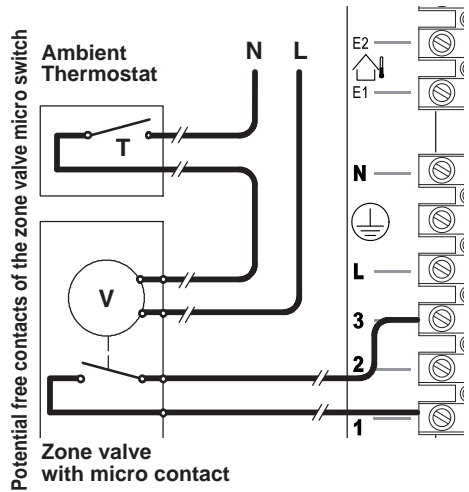 Potential free contacts of the zone valve micro switch
Ambient
Thermostat
N L
T
V
Zone valve
with micro contact
E2
E1
N
L
3
2
1